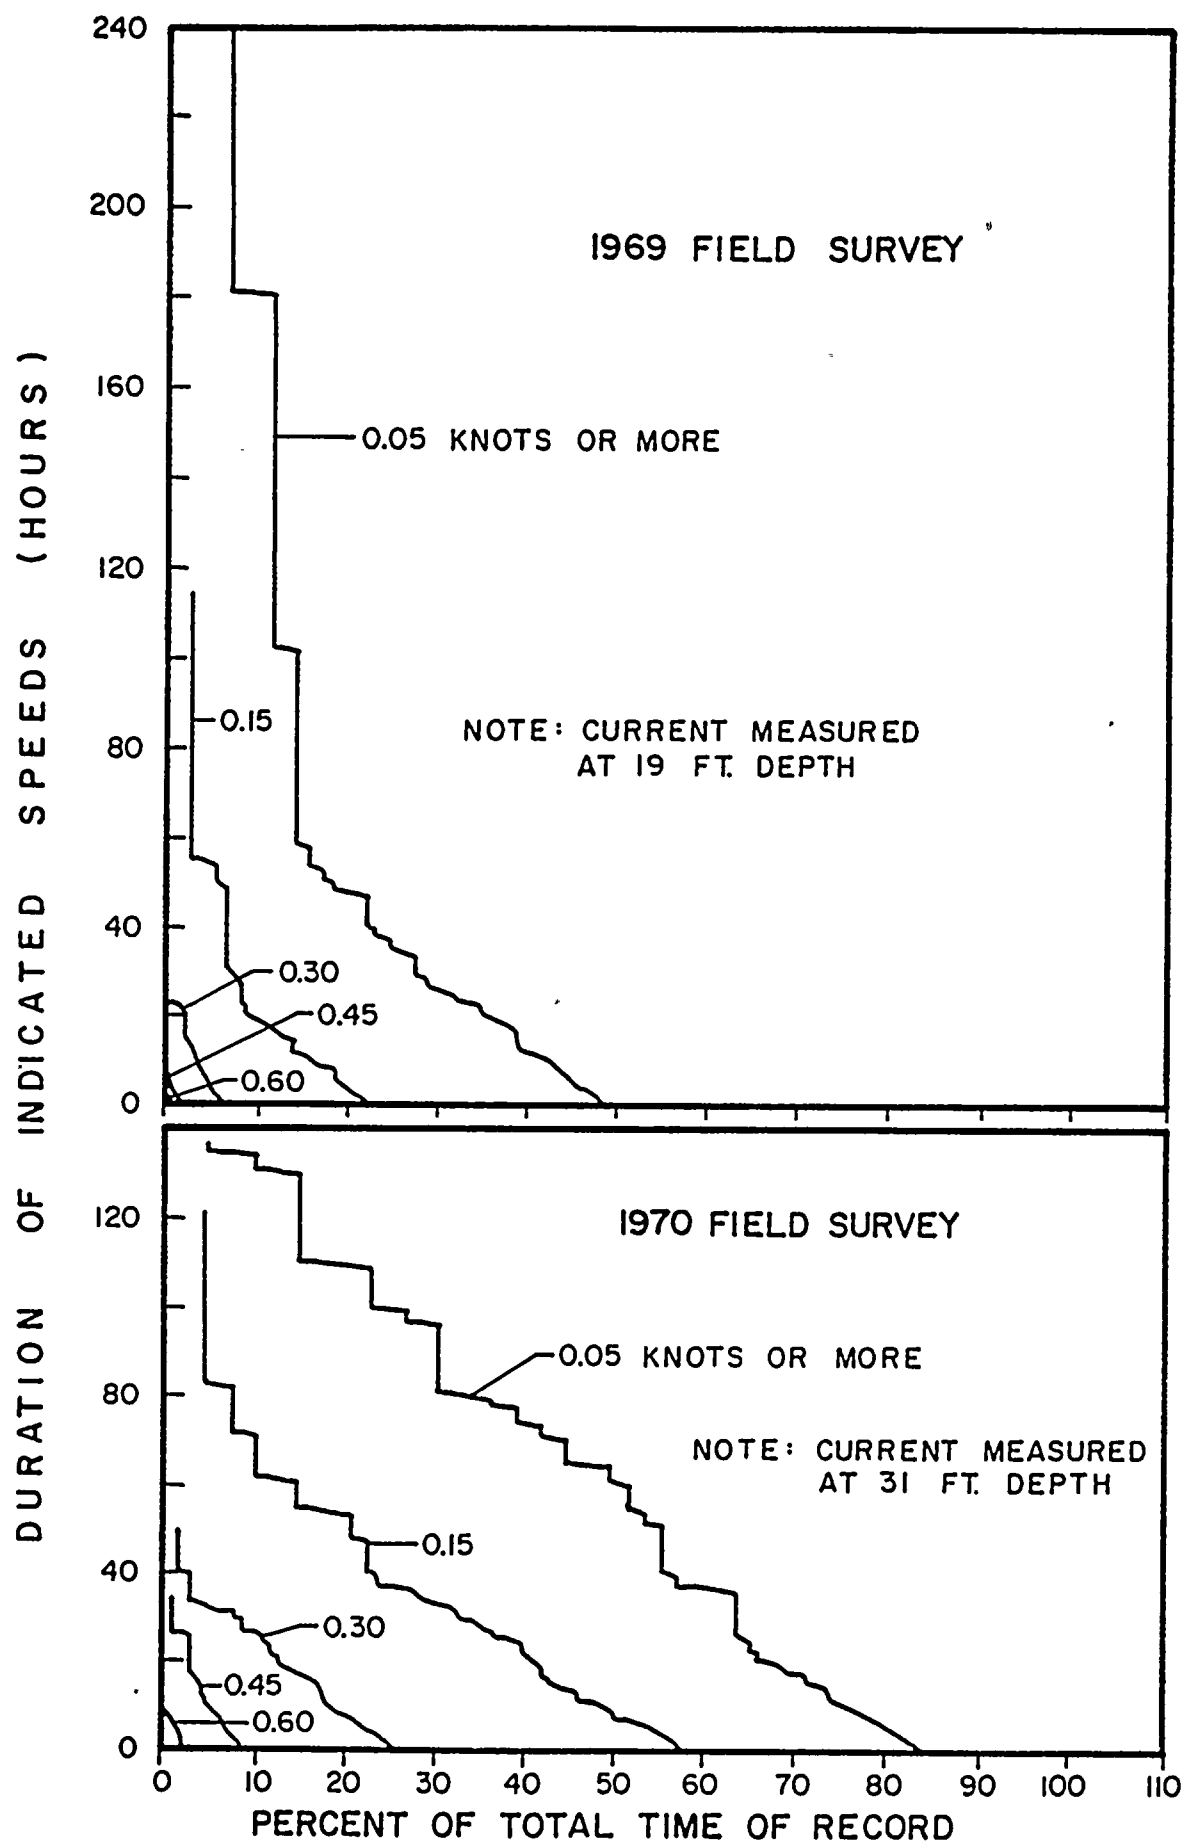 DURATION OF INDICATED SPEEDS (HOURS)
240
200
160
120
80
40
0
1969 FIELD SURVEY
0.05 KNOTS OR MORE
0.15
NOTE: CURRENT MEASURED
AT 19 FT. DEPTH
0.30
0.45
0.60
120
80
40
0
1970 FIELD SURVEY
0.05 KNOTS OR MORE
NOTE: CURRENT MEASURED
AT 31 FT. DEPTH
0.15
0.30
0.45
0.60
0 10 20 30 40 50 60 70 80 90 100 110
PERCENT OF TOTAL TIME OF RECORD